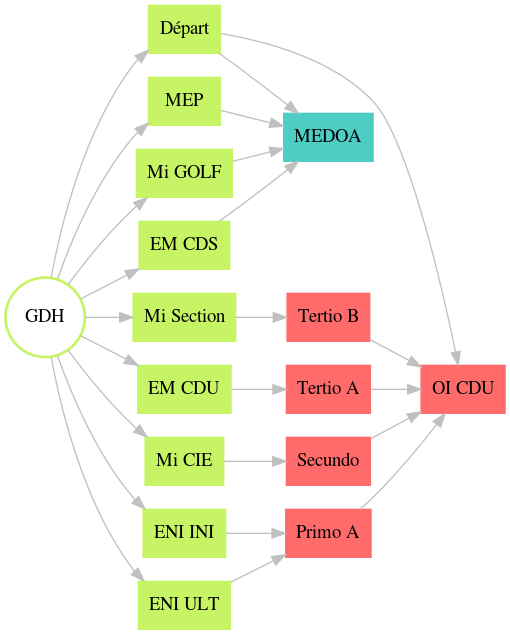 Départ
MEP
MEDOA
Mi GOLF
EM CDS
GDH
Mi Section
Tertio B
EM CDU
Tertio A
OI CDU
Mi CIE
Secundo
ENI INI
Primo A
ENI ULT